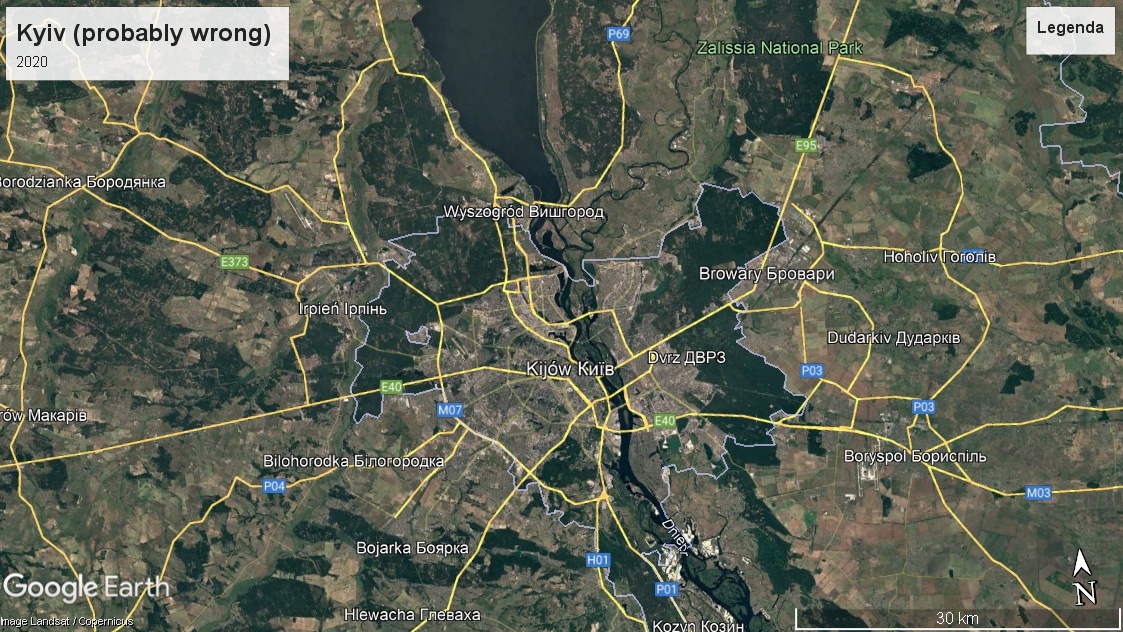 Kyiv (probably wrong)
2020
Legenda
P69
Zalissia National Park
E95
Borodzianka Бородянка
Wyszogród Вишгород
E373
Hoholiv Гоголів
Browary Бровари
Irpień Ірпінь
Dudarkiv Дударків
Dvrz ДВРЗ
Kijów Київ
P03
E40
M07
P03
rów Макарів
E40
Boryspol Бориспіль
Bilohorodka Білогородка
P04
M03
Dniepr
Bojarka Боярка
H01
P01
N
Google Earth
Hlewacha Глеваха
Image Landsat / Copernicus
Kozyn Козин
30 km